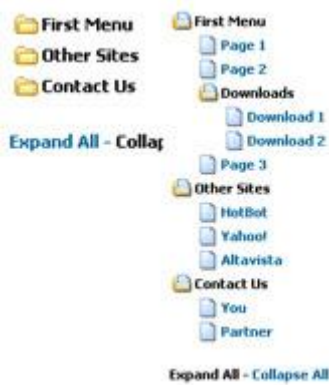 First Menu
Other Sites
Contact Us
Expand All - Collap
First Menu
Page 1
Page 2
Downloads
Download 1
Download 2
Page 3
Other Sites
HotBot
Yahoo!
Altavista
Contact Us
You
Partner
Expand All - Collapse All